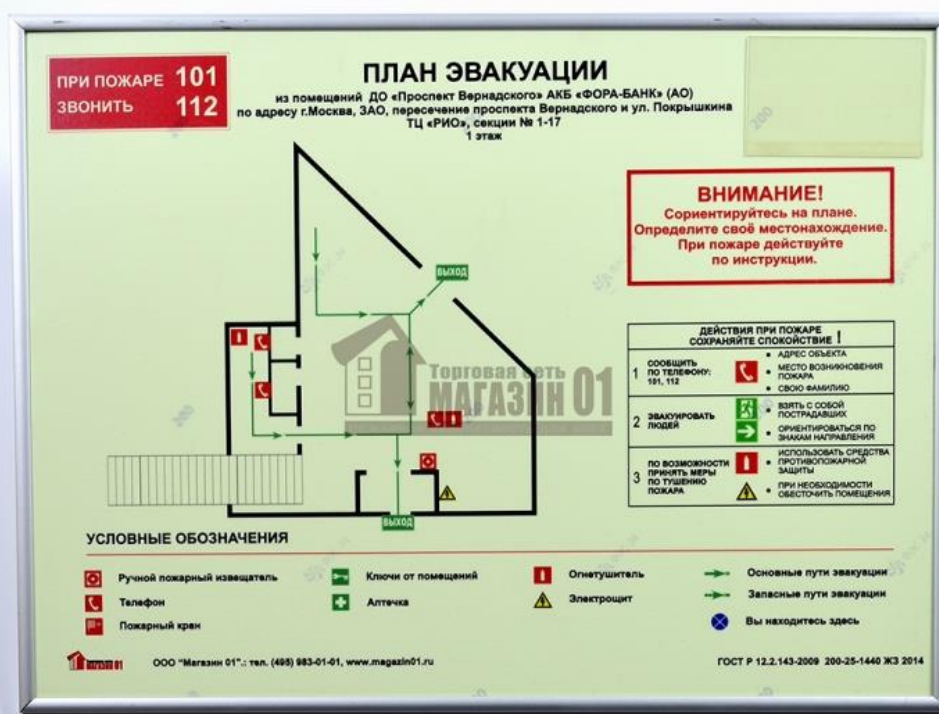 ПРИ ПОЖАРЕ 101
ЗВОНИТЬ 112
ПЛАН ЭВАКУАЦИИ
из помещений ДО «Проспект Вернадского» АКБ «ФОРА-БАНК» (АО)
по адресу г.Москва, ЗАО, пересечение проспекта Вернадского и ул. Покрышкина
ТЦ «РИО», секции № 1-17
1 этаж
ВНИМАНИЕ!
Сориентируйтесь на плане.
Определите своё местонахождение.
При пожаре действуйте
по инструкции.
ВЫХОД
Торговая сеть
МАГАЗИН 01
ВЫХОД
ДЕЙСТВИЯ ПРИ ПОЖАРЕ
СОХРАНЯЙТЕ СПОКОЙСТВИЕ !
1 СООБЩИТЬ
ПО ТЕЛЕФОНУ:
101, 112
• АДРЕС ОБЪЕКТА
• МЕСТО ВОЗНИКНОВЕНИЯ
ПОЖАРА
• СВОЮ ФАМИЛИЮ
2 ЭВАКУИРОВАТЬ
ЛЮДЕЙ
• ВЗЯТЬ С СОБОЙ
ПОСТРАДАВШИХ
• ОРИЕНТИРОВАТЬСЯ ПО
ЗНАКАМ НАПРАВЛЕНИЯ
3 ПО ВОЗМОЖНОСТИ
ПРИНЯТЬ МЕРЫ
ПО ТУШЕНИЮ
ПОЖАРА
• ИСПОЛЬЗОВАТЬ СРЕДСТВА
ПРОТИВОПОЖАРНОЙ
ЗАЩИТЫ
• ПРИ НЕОБХОДИМОСТИ
ОБЕСТОЧИТЬ ПОМЕЩЕНИЯ
УСЛОВНЫЕ ОБОЗНАЧЕНИЯ
Ручной пожарный извещатель
Телефон
Пожарный кран
Ключи от помещений
Аптечка
Огнетушитель
Электрощит
Основные пути эвакуации
Запасные пути эвакуации
Вы находитесь здесь
ООО "Магазин 01".: тел. (495) 983-01-01, www.magazin01.ru
ГОСТ Р 12.2.143-2009 200-25-1440 ЖЗ 2014